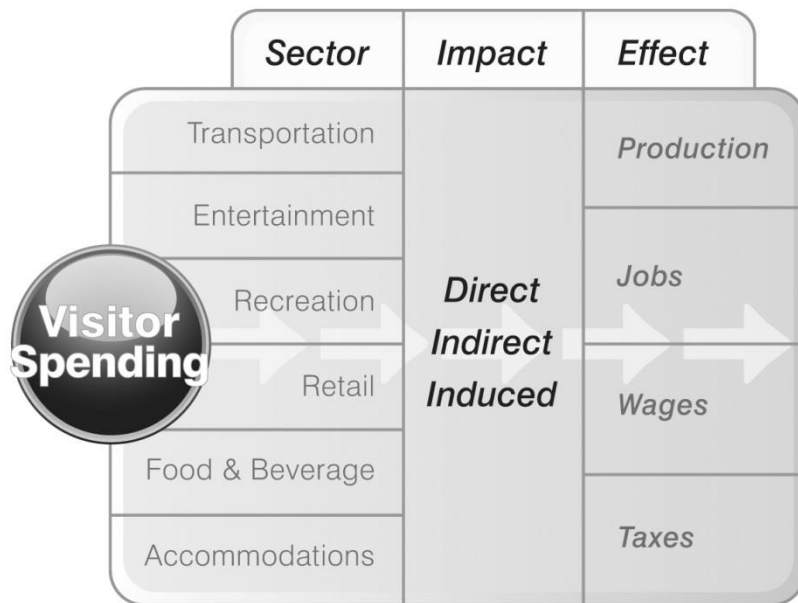 Sector
Impact
Effect
Transportation
Entertainment
Recreation
Retail
Food & Beverage
Accommodations
Visitor
Spending
Direct
Indirect
Induced
Production
Jobs
Wages
Taxes